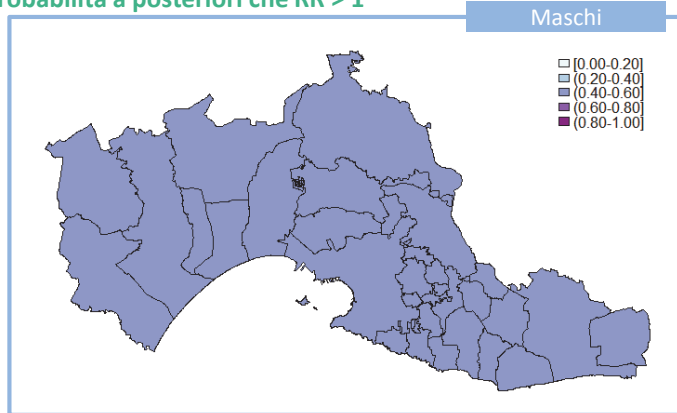 robabilità a posteriori che RR > 1
Maschi
[0.00-0.20]
(0.20-0.40]
(0.40-0.60]
(0.60-0.80]
(0.80-1.00]